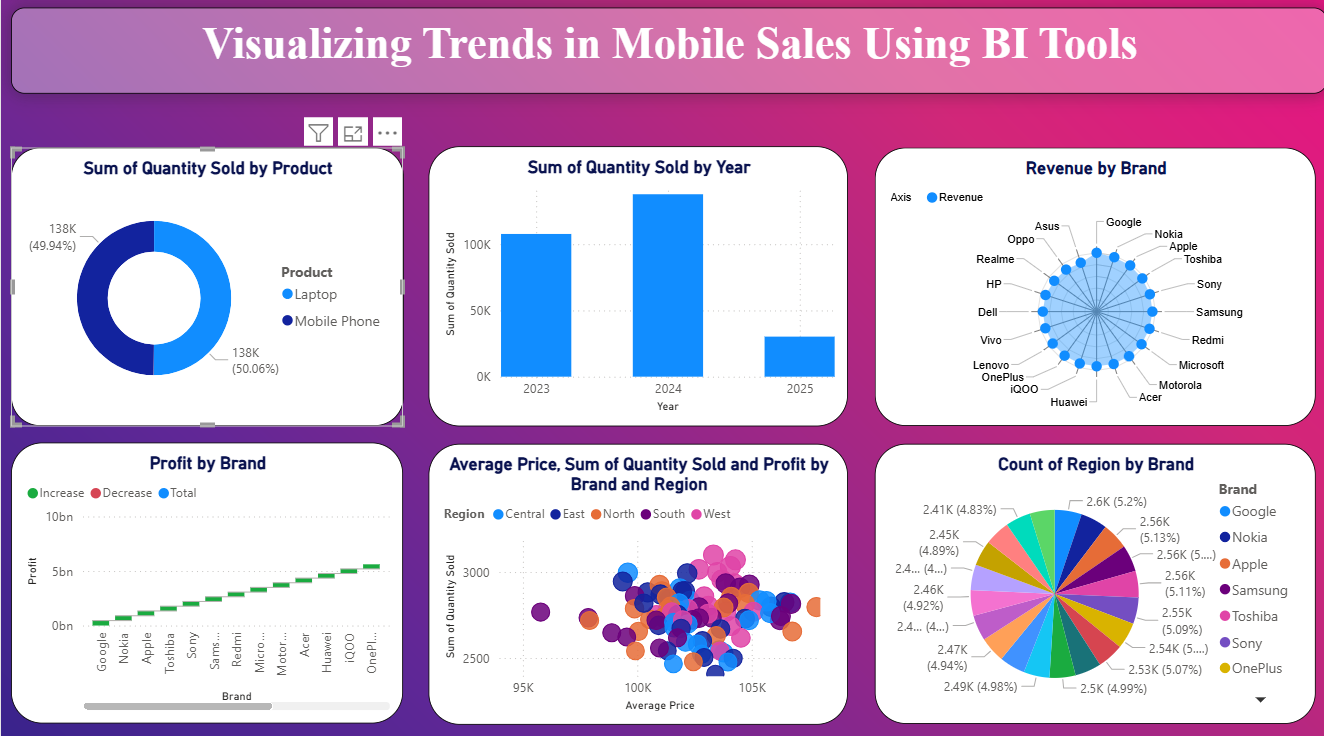 Visualizing Trends in Mobile Sales Using BI Tools
Sum of Quantity Sold by Product
138K
(49.94%)
138K
(50.06%)
Product
Laptop
Mobile Phone
Sum of Quantity Sold by Year
Sum of Quantity Sold
100K
50K
0K
2023
2024
2025
Year
Revenue by Brand
Axis
Revenue
Google
Nokia
Apple
Toshiba
Sony
Samsung
Redmi
Microsoft
Motorola
Acer
Huawei
iQOO
OnePlus
Lenovo
Vivo
Dell
HP
Realme
Oppo
Asus
Profit by Brand
Increase
Decrease
Total
Profit
10bn
5bn
0bn
Google
Nokia
Apple
Toshiba
Sony
Sams...
Redmi
Micro...
Motor...
Acer
Huawei
iQOO
OnePl...
Brand
Average Price, Sum of Quantity Sold and Profit by
Brand and Region
Region
Central
East
North
South
West
Sum of Quantity Sold
3000
2500
95K
100K
105K
Average Price
Count of Region by Brand
2.6K (5.2%)
2.56K
(5.13%)
2.56K (5....)
2.56K
(5.11%)
2.55K
(5.09%)
2.54K (5....)
2.53K (5.07%)
2.5K (4.99%)
2.49K (4.98%)
2.47K
(4.94%)
2.4... (4...)
2.46K
(4.92%)
2.4... (4...)
2.45K
(4.89%)
2.41K (4.83%)
Brand
Google
Nokia
Apple
Samsung
Toshiba
Sony
OnePlus